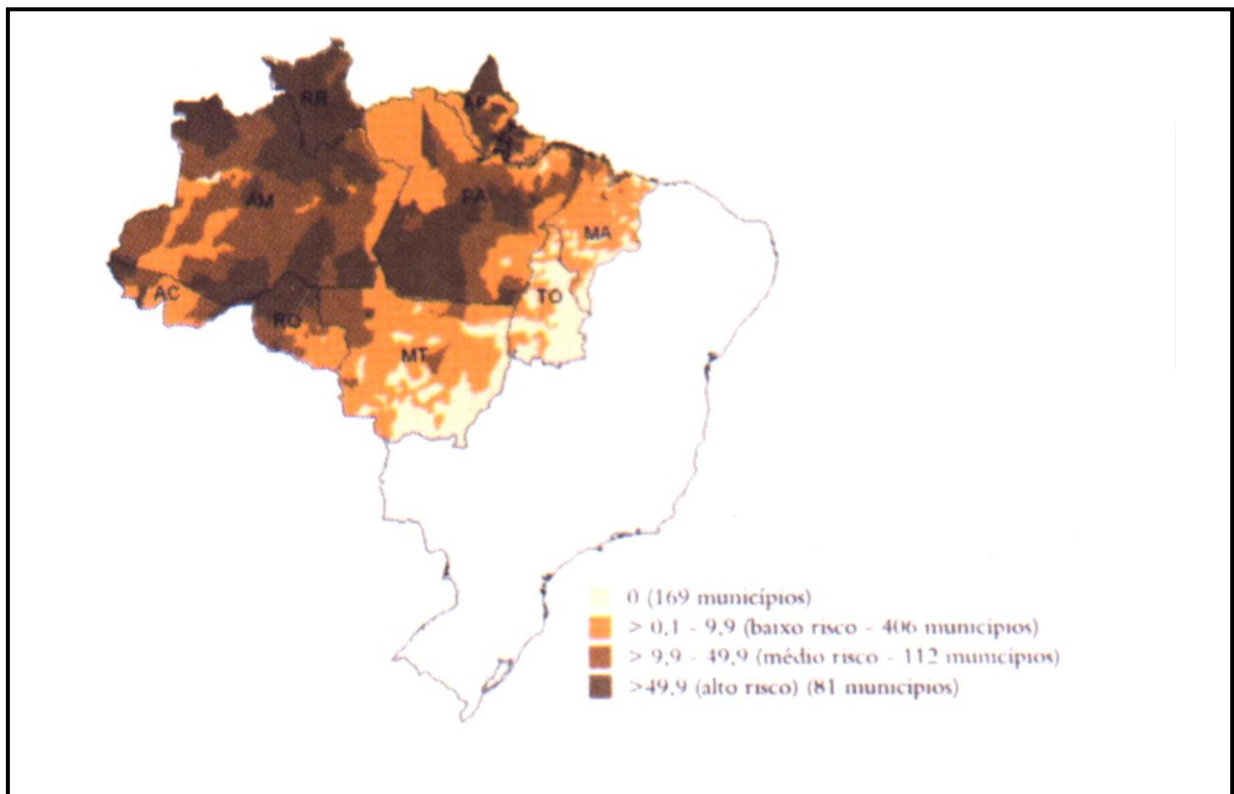 RR
AP
AM
PA
MA
AC
TO
RO
MT
0 (169 municípios)
> 0,1 - 9,9 (baixo risco - 406 municípios)
> 9,9 - 49,9 (médio risco - 112 municípios)
>49,9 (alto risco) (81 municípios)